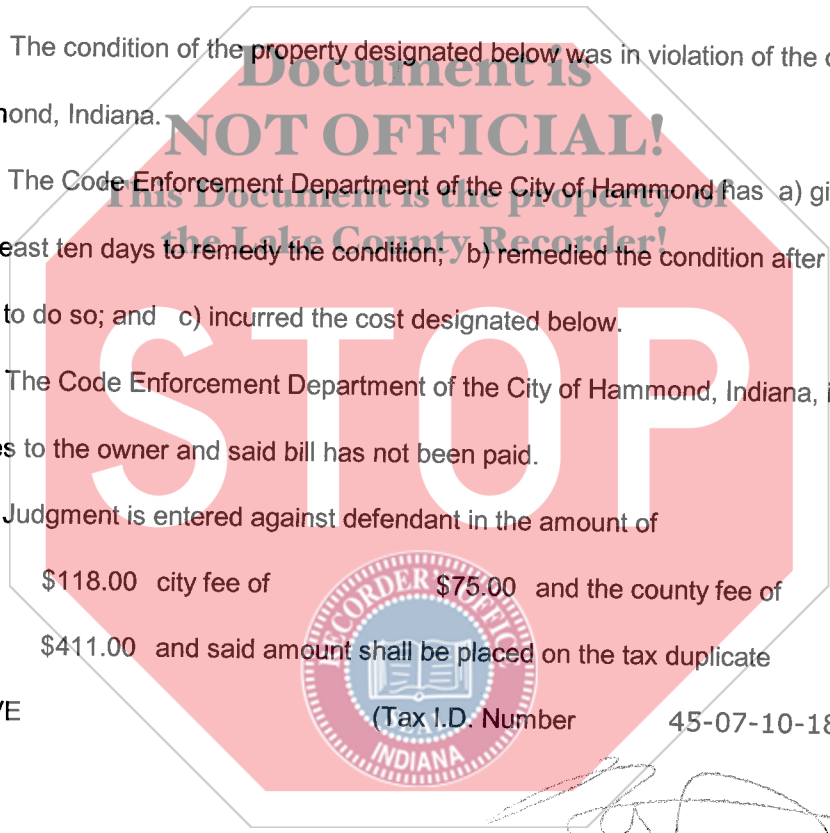 The condition of the property designated below was in violation of the
Document is
mond, Indiana.
NOT OFFICIAL!
The Code Enforcement Department of the City of Hammond has a) gi
This Document is the property of
the Lake County Recorder!
east ten days to remedy the condition; b) remedied the condition after
to do so; and c) incurred the cost designated below.
STOP
The Code Enforcement Department of the City of Hammond, Indiana, i
s to the owner and said bill has not been paid.
Judgment is entered against defendant in the amount of
$118.00 city fee of $75.00 and the county fee of
$411.00 and said amount shall be placed on the tax duplicate
RECORDER'S OFFICE
VE (Tax I.D. Number 45-07-10-18
INDIANA